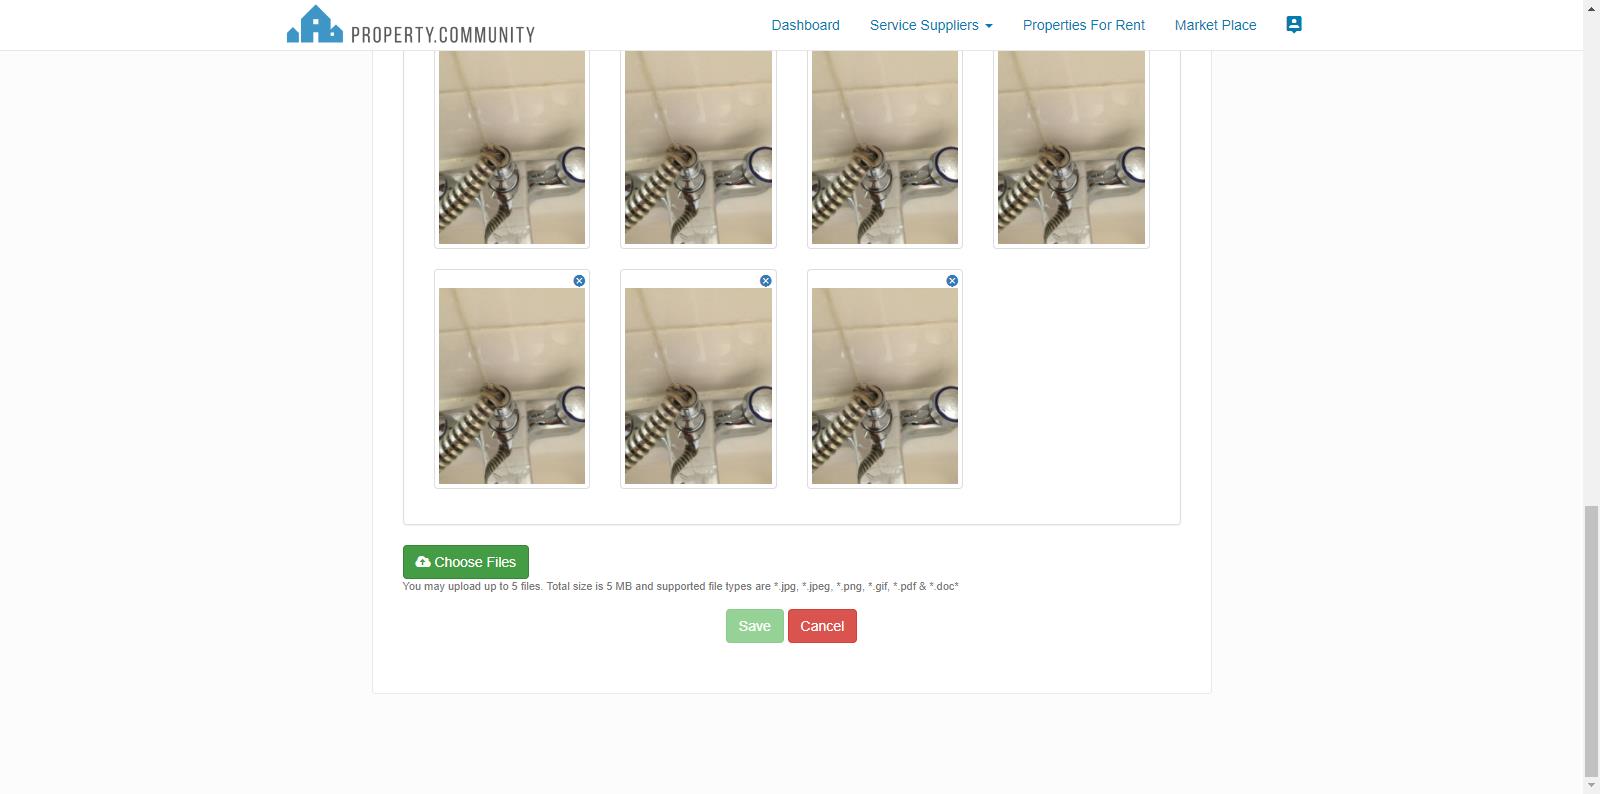 PROPERTY.COMMUNITY
Dashboard
Service Suppliers
Properties For Rent
Market Place
Choose Files
You may upload up to 5 files. Total size is 5 MB and supported file types are *.jpg, *.jpeg, *.png, *.gif, *.pdf & *.doc*
Save
Cancel